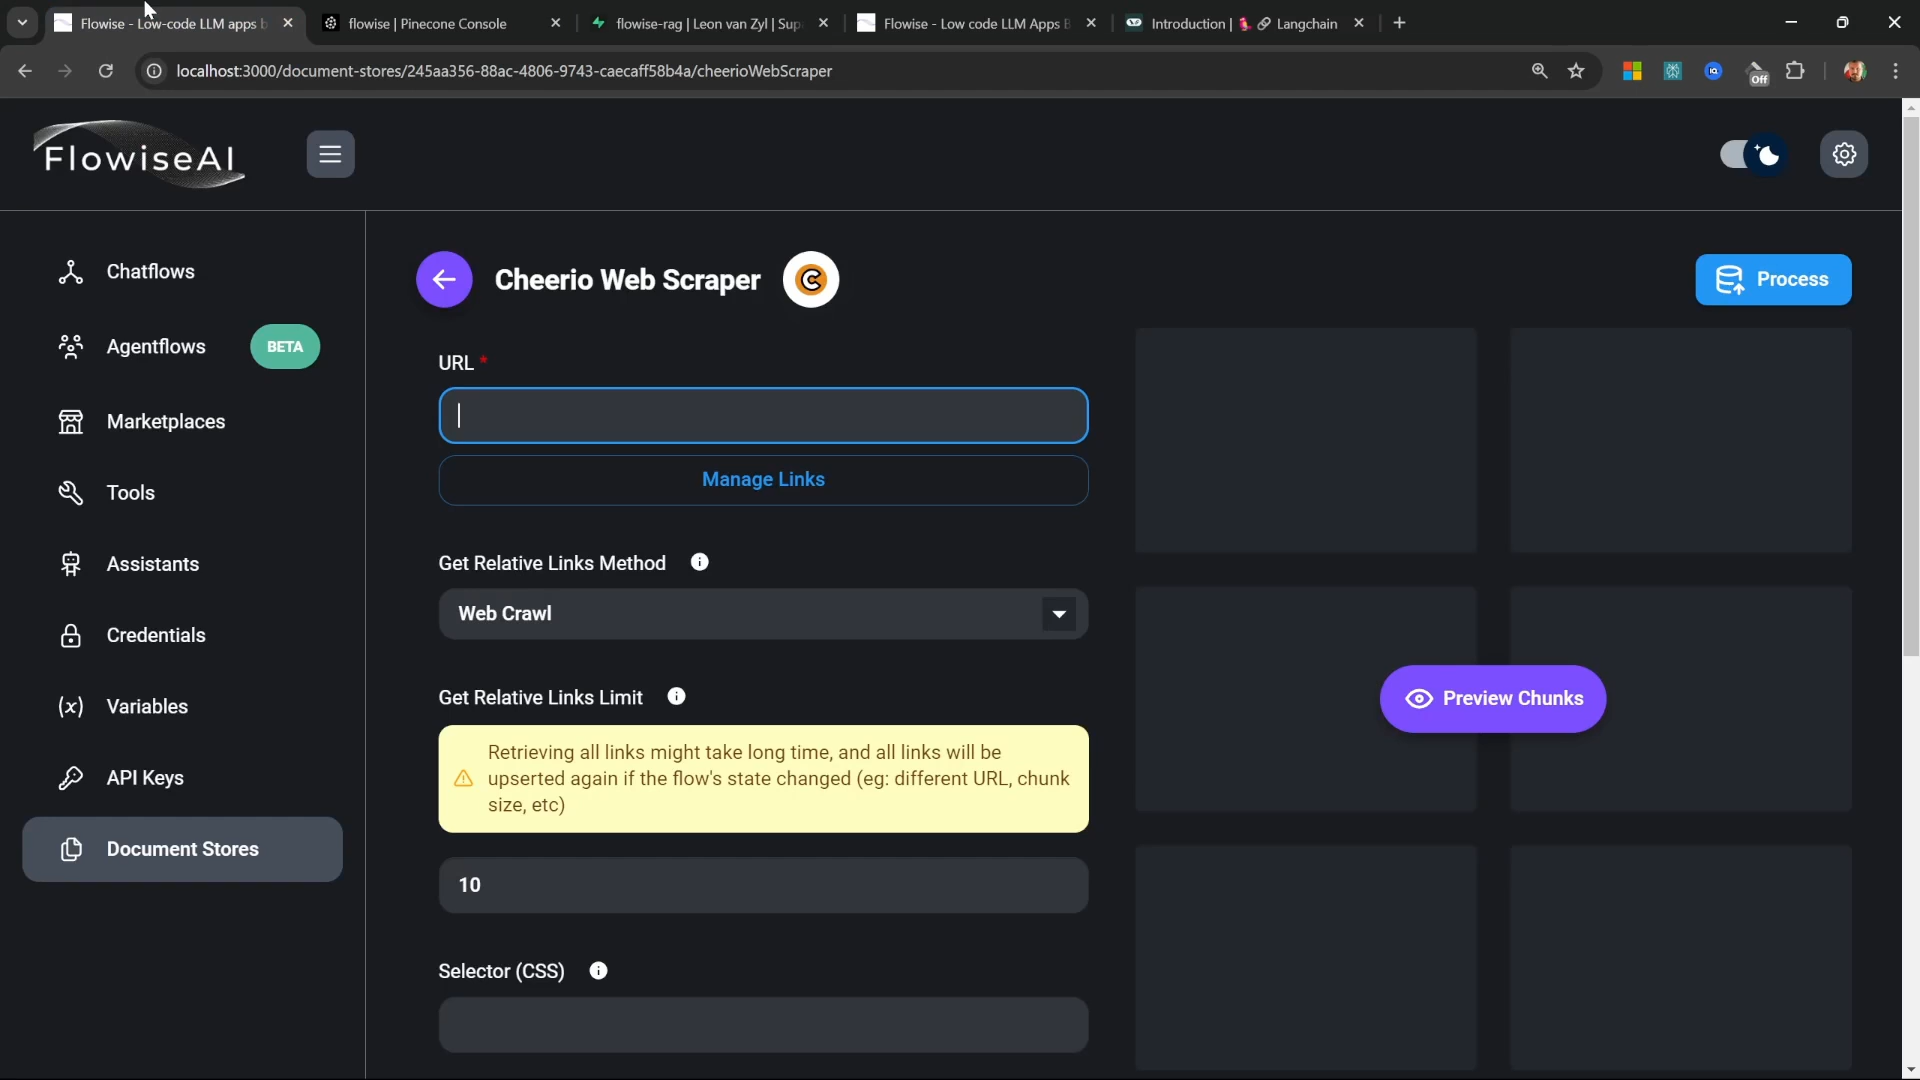 Flowise - Low-code LLM apps b
flowise | Pinecone Console
flowise-rag | Leon van Zyl | Sup
Flowise - Low code LLM Apps B
Introduction | 🦜️🔗 Langchain
localhost:3000/document-stores/245aa356-88ac-4806-9743-caecaff58b4a/cheerioWebScraper
Off
FlowiseAI
Chatflows
Agentflows
BETA
Marketplaces
Tools
Assistants
Credentials
Variables
API Keys
Document Stores
Cheerio Web Scraper
Process
URL *
Manage Links
Get Relative Links Method
Web Crawl
Get Relative Links Limit
Retrieving all links might take long time, and all links will be
upserted again if the flow's state changed (eg: different URL, chunk
size, etc)
10
Selector (CSS)
Preview Chunks